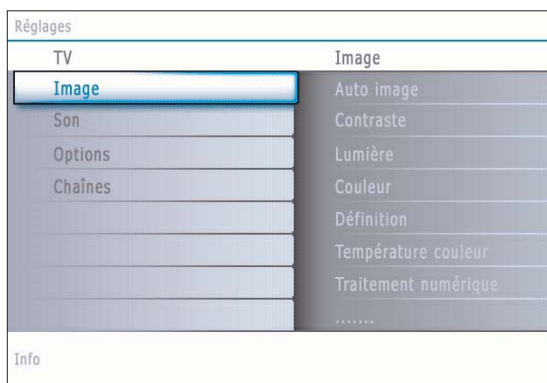 Réglages
TV
Image
Son
Options
Chaînes
Image
Auto image
Contraste
Lumière
Couleur
Définition
Température couleur
Traitement numérique
.......
Info